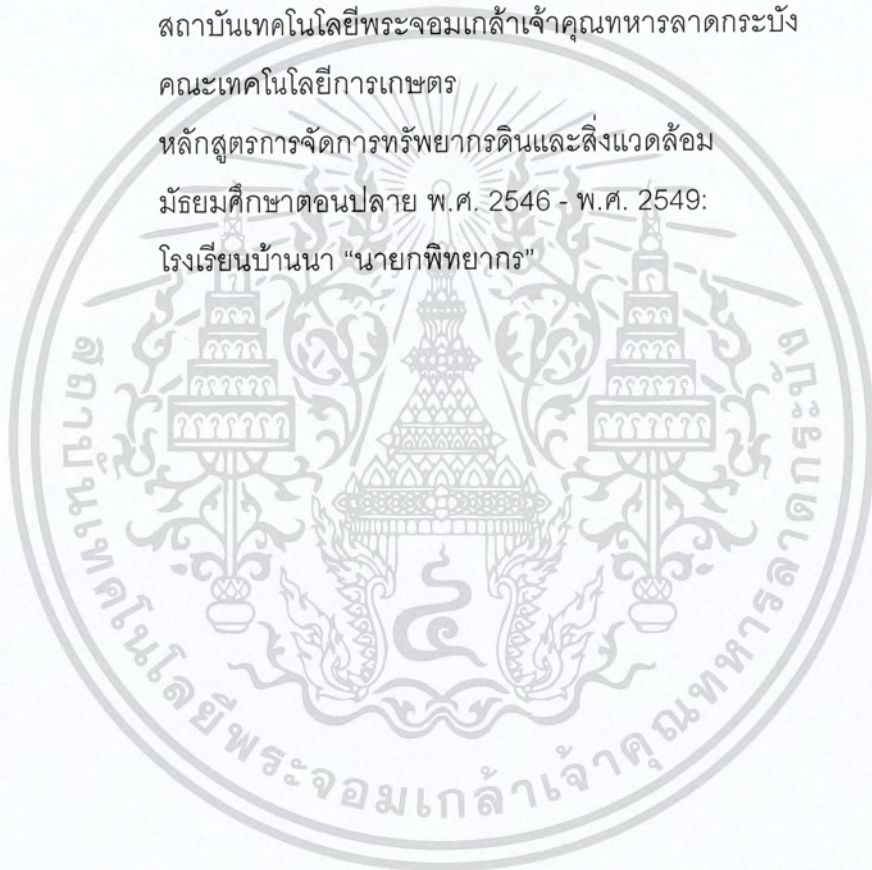 สถาบันเทคโนโลยีพระจอมเกล้าเจ้าคุณทหารลาดกระบัง
คณะเทคโนโลยีการเกษตร
หลักสูตรการจัดการทรัพยากรดินและสิ่งแวดล้อม
มัธยมศึกษาตอนปลาย พ.ศ. 2546 - พ.ศ. 2549:
โรงเรียนบ้านนา “นายกพิทยากร”
สถาบันเทคโนโลยีพระจอมเกล้าเจ้าคุณทหารลาดกระบัง
๔